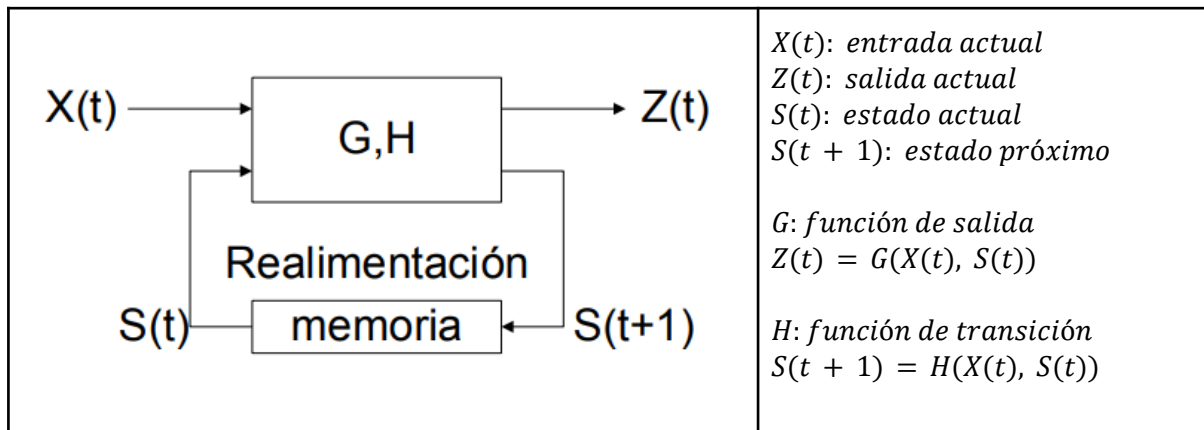 X(t)
G,H
Z(t)
Realimentación
S(t)
memoria
S(t+1)
X(t): entrada actual
Z(t): salida actual
S(t): estado actual
S(t + 1): estado próximo
G: función de salida
Z(t) = G(X(t), S(t))
H: función de transición
S(t + 1) = H(X(t), S(t))